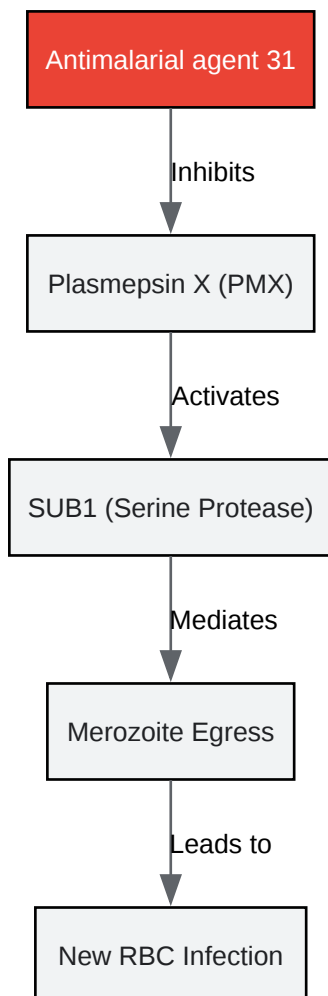 Antimalarial agent 31
Inhibits
Plasmepsin X (PMX)
Activates
SUB1 (Serine Protease)
Mediates
Merozoite Egress
Leads to
New RBC Infection